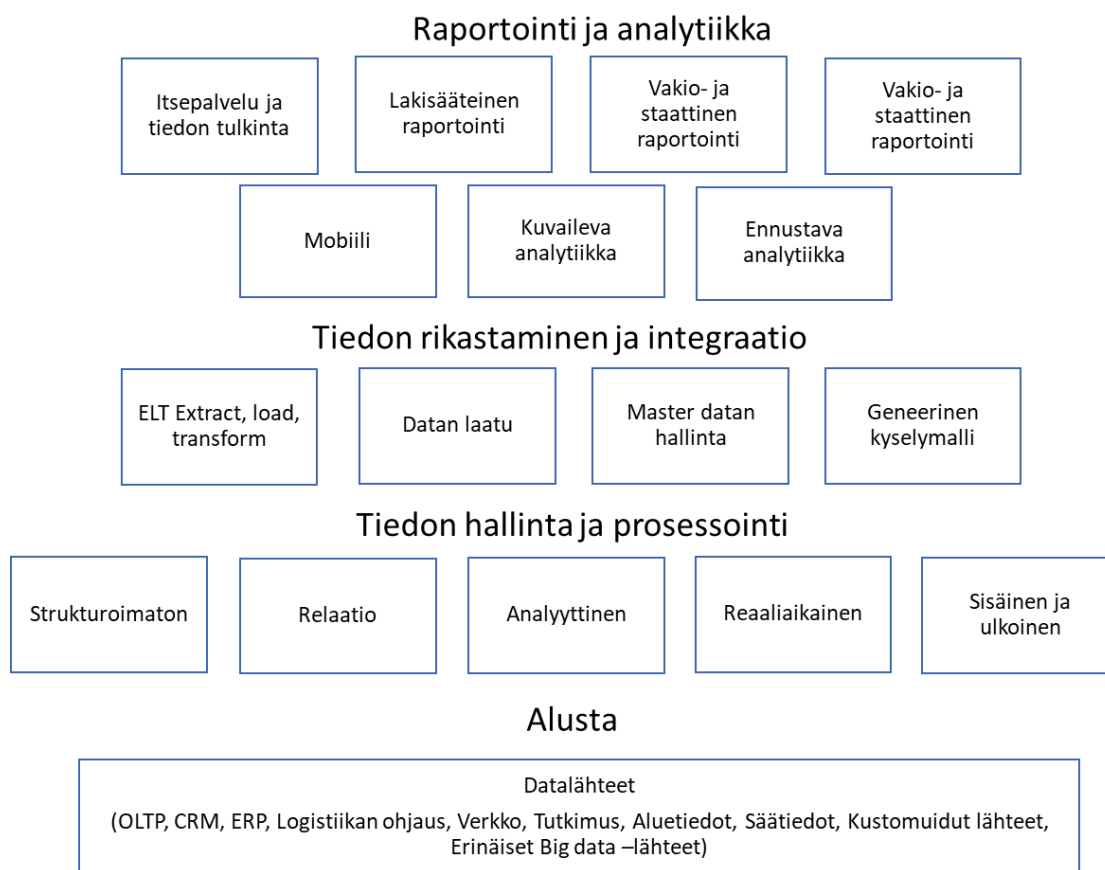 Raportointi ja analytiikka
Itsepalvelu ja
tiedon tulkinta
Lakisääteinen
raportointi
Vakio- ja
staattinen
raportointi
Vakio- ja
staattinen
raportointi
Mobiili
Kuvaileva
analytiikka
Ennustava
analytiikka
Tiedon rikastaminen ja integraatio
ELT Extract, load,
transform
Datan laatu
Master datan
hallinta
Geneerinen
kyselymalli
Tiedon hallinta ja prosessointi
Strukturoimaton
Relaatio
Analyyttinen
Reaaliaikainen
Sisäinen ja
ulkoinen
Alusta
Datalähteet
(OLTP, CRM, ERP, Logistiikan ohjaus, Verkko, Tutkimus, Aluetiedot, Säätiedot, Kustomuidut lähteet,
Erinäiset Big data –lähteet)